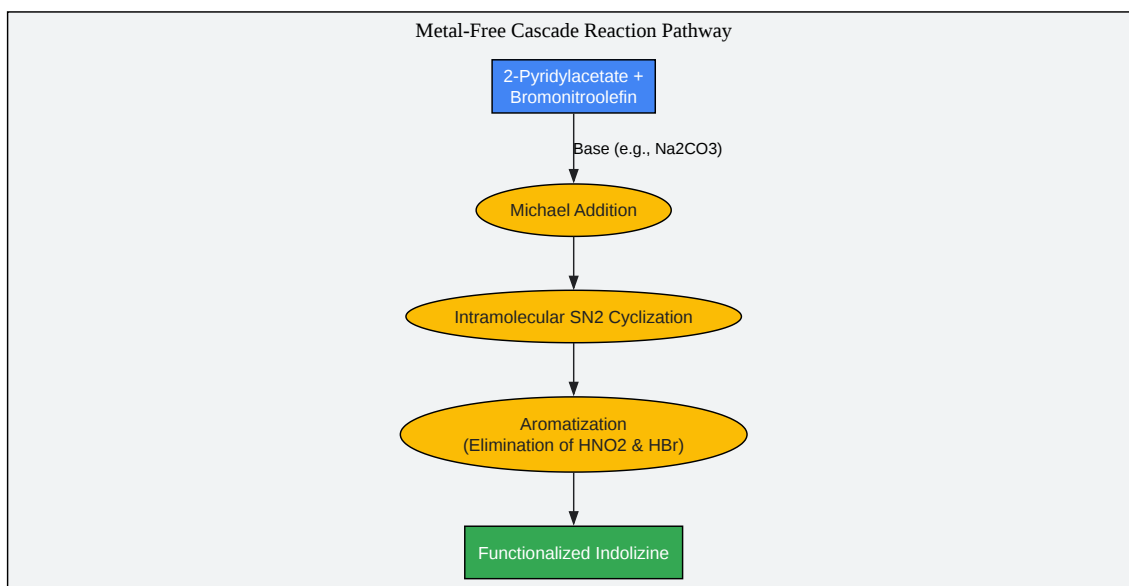 Metal-Free Cascade Reaction Pathway
2-Pyridylacetate +
Bromonitroolefin
Base (e.g., Na2CO3)
Michael Addition
Intramolecular SN2 Cyclization
Aromatization
(Elimination of HNO2 & HBr)
Functionalized Indolizine